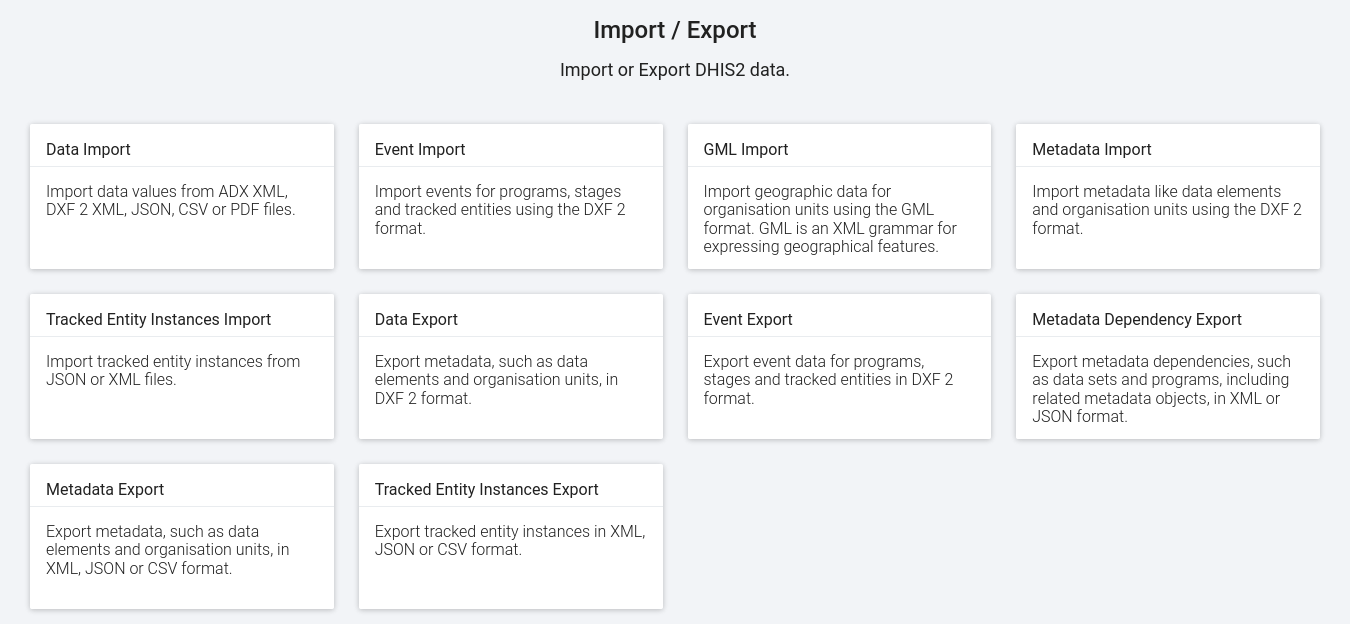 Import / Export
Import or Export DHIS2 data.
Data Import
Import data values from ADX XML,
DXF 2 XML, JSON, CSV or PDF files.
Event Import
Import events for programs, stages
and tracked entities using the DXF 2
format.
GML Import
Import geographic data for
organisation units using the GML
format. GML is an XML grammar for
expressing geographical features.
Metadata Import
Import metadata like data elements
and organisation units using the DXF 2
format.
Tracked Entity Instances Import
Import tracked entity instances from
JSON or XML files.
Data Export
Export metadata, such as data
elements and organisation units, in
DXF 2 format.
Event Export
Export event data for programs,
stages and tracked entities in DXF 2
format.
Metadata Dependency Export
Export metadata dependencies, such
as data sets and programs, including
related metadata objects, in XML or
JSON format.
Metadata Export
Export metadata, such as data
elements and organisation units, in
XML, JSON or CSV format.
Tracked Entity Instances Export
Export tracked entity instances in XML,
JSON or CSV format.